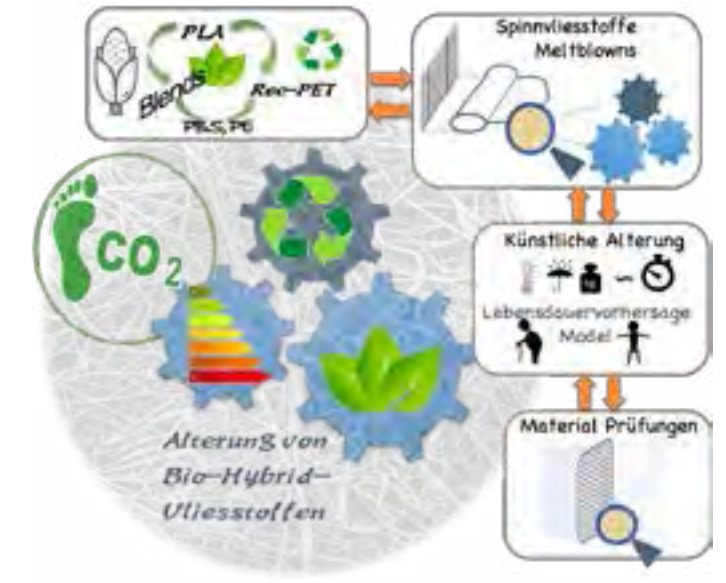 PLA
Blends
Rec-PET
PBS, PE
Spinnvliesstoffe
Meltblowns
CO2
Künstliche Alterung
Lebensdauervorhersage
Model
Material Prüfungen
Alterung von
Bio-Hybrid-
Vliesstoffen